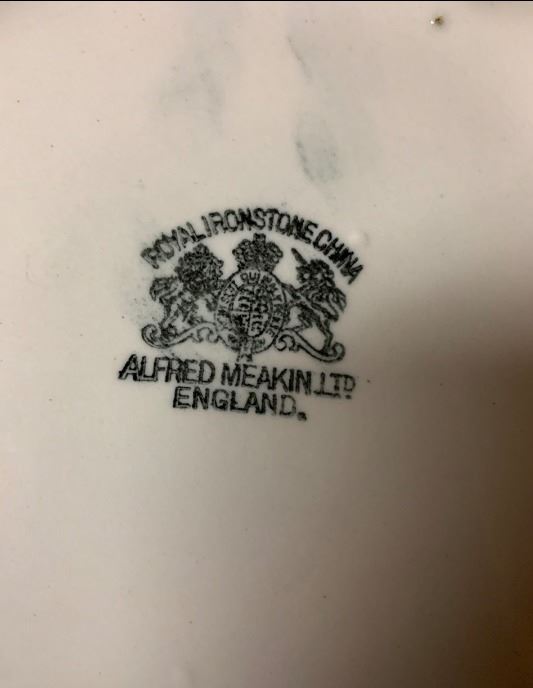 ROYAL IRONSTONE CHINA
ALFRED MEAKIN LTD
ENGLAND.